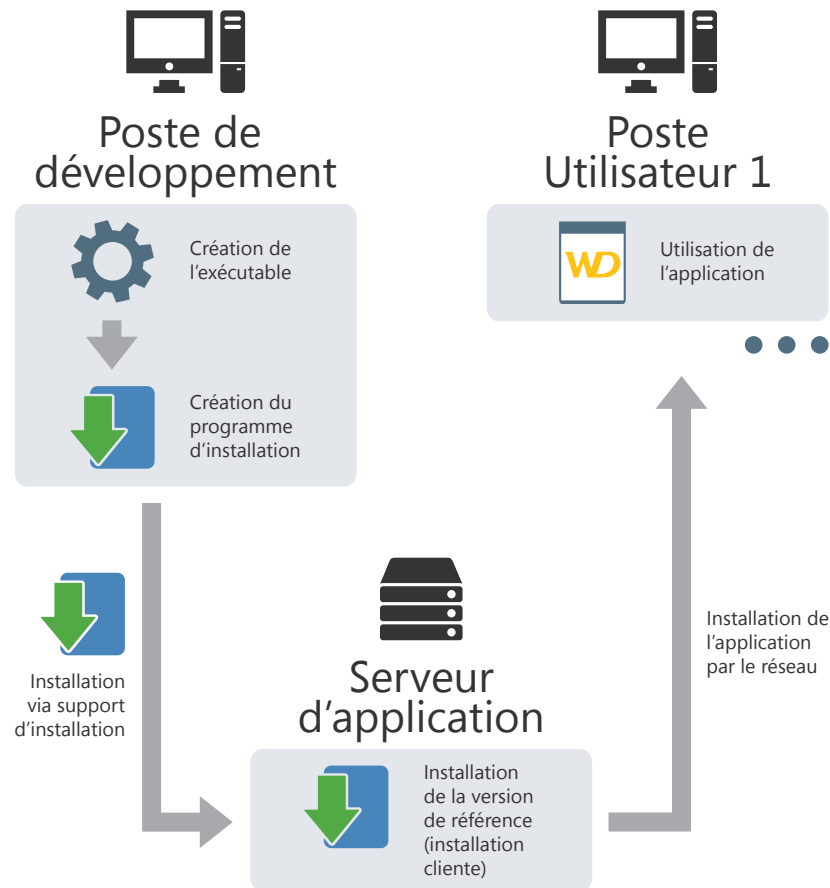 Poste de
développement
Création de
l'exécutable
Création du
programme
d'installation
Poste
Utilisateur 1
WD
Utilisation de
l'application
Installation
via support
d'installation
Serveur
d'application
Installation
de la version
de référence
(installation
cliente)
Installation de
l'application
par le réseau